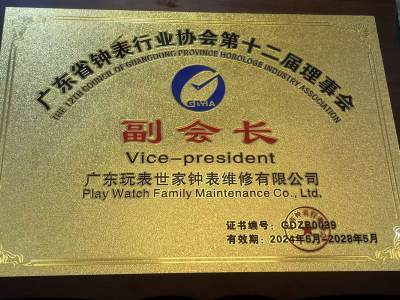 广东省钟表行业协会第十二届理事会
THE 12TH COUNCIL OF GUANGDONG PROVINCE HOROLOGE INDUSTRY ASSOCIATION
GHIA
副会长
Vice-president
广东玩表世家钟表维修有限公司
Play Watch Family Maintenance Co., Ltd.
证书编号: GDZB0039
有效期: 2024年6月-2028年5月